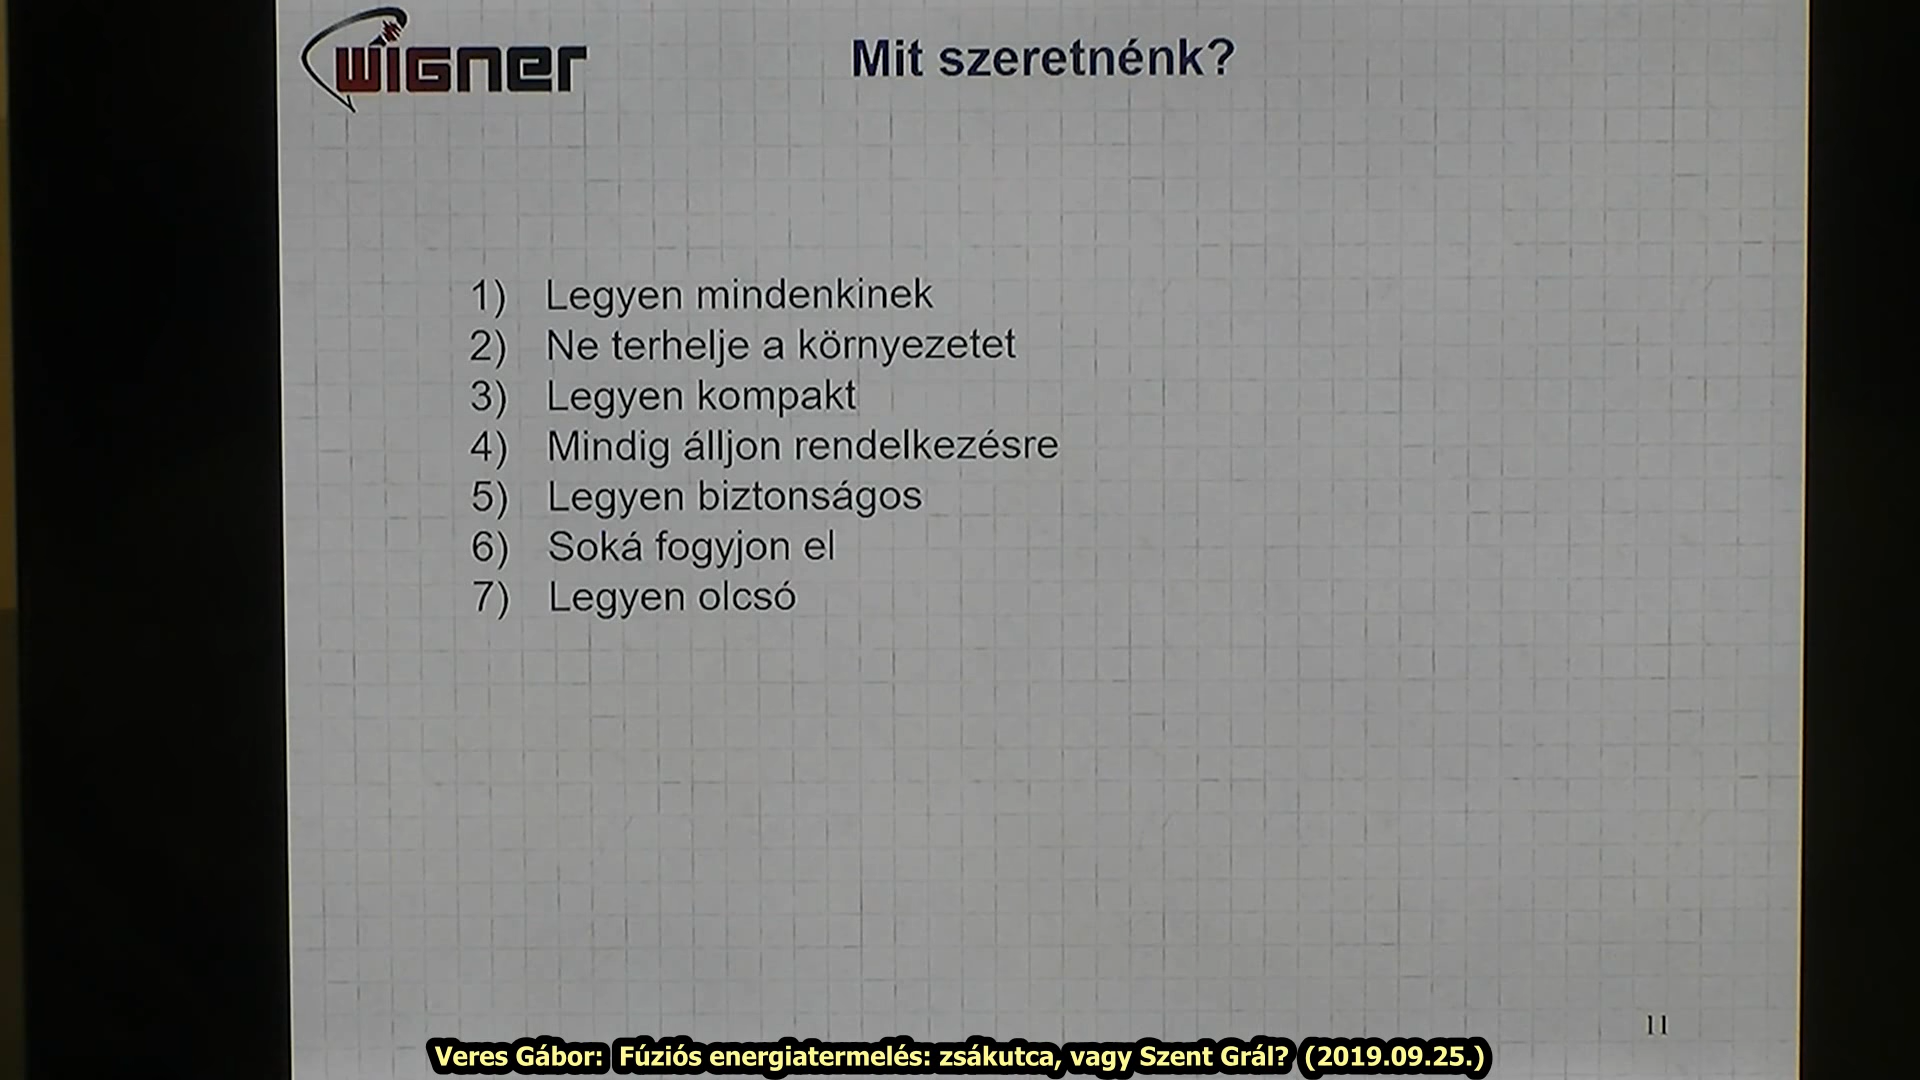 wigner
Mit szeretnénk?
1) Legyen mindenkinek
2) Ne terhelje a környezetet
3) Legyen kompakt
4) Mindig álljon rendelkezésre
5) Legyen biztonságos
6) Soká fogyjon el
7) Legyen olcsó
11
Veres Gábor: Fúziós energiatermelés: zsákutca, vagy Szent Grál? (2019.09.25.)